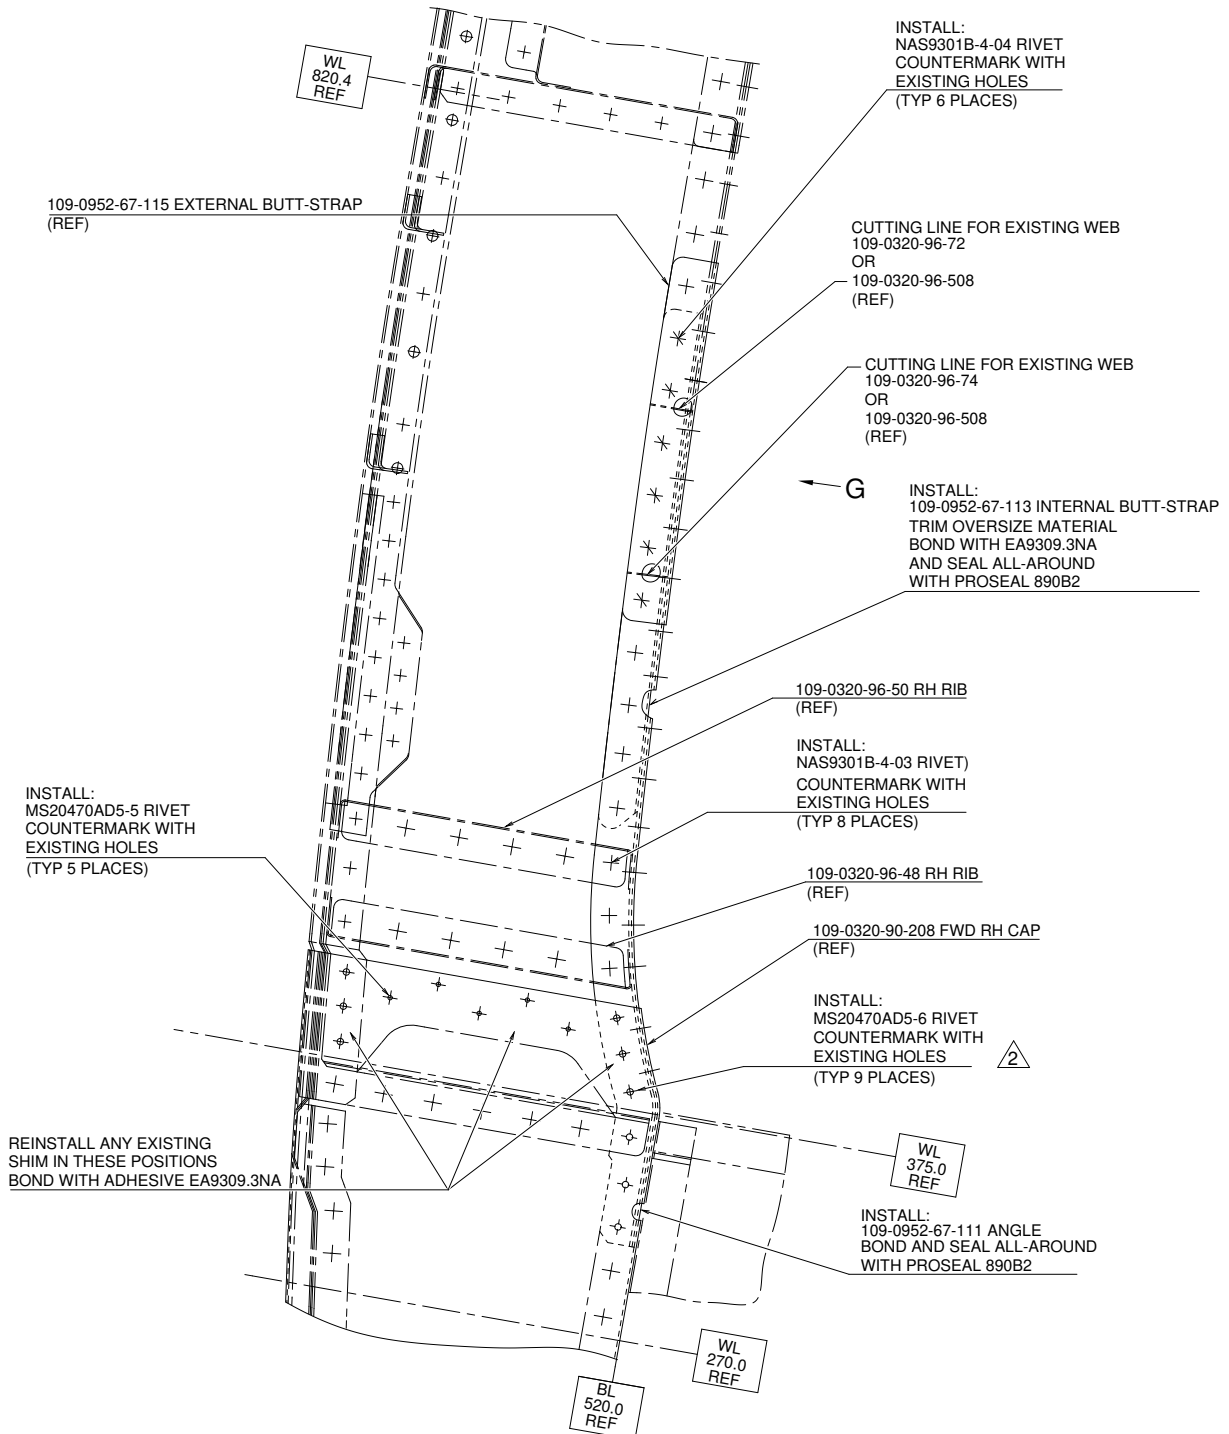 INSTALL:
NAS9301B-4-04 RIVET
COUNTERMARK WITH
EXISTING HOLES
(TYP 6 PLACES)
WL
820.4
REF
109-0952-67-115 EXTERNAL BUTT-STRAP
(REF)
CUTTING LINE FOR EXISTING WEB
109-0320-96-72
OR
109-0320-96-508
(REF)
CUTTING LINE FOR EXISTING WEB
109-0320-96-74
OR
109-0320-96-508
(REF)
G
INSTALL:
109-0952-67-113 INTERNAL BUTT-STRAP
TRIM OVERSIZE MATERIAL
BOND WITH EA9309.3NA
AND SEAL ALL-AROUND
WITH PROSEAL 890B2
109-0320-96-50 RH RIB
(REF)
INSTALL:
NAS9301B-4-03 RIVET)
COUNTERMARK WITH
EXISTING HOLES
(TYP 8 PLACES)
INSTALL:
MS20470AD5-5 RIVET
COUNTERMARK WITH
EXISTING HOLES
(TYP 5 PLACES)
109-0320-96-48 RH RIB
(REF)
109-0320-90-208 FWD RH CAP
(REF)
INSTALL:
MS20470AD5-6 RIVET
COUNTERMARK WITH
EXISTING HOLES
(TYP 9 PLACES)
2
REINSTALL ANY EXISTING
SHIM IN THESE POSITIONS
BOND WITH ADHESIVE EA9309.3NA
WL
375.0
REF
INSTALL:
109-0952-67-111 ANGLE
BOND AND SEAL ALL-AROUND
WITH PROSEAL 890B2
WL
270.0
REF
BL
520.0
REF